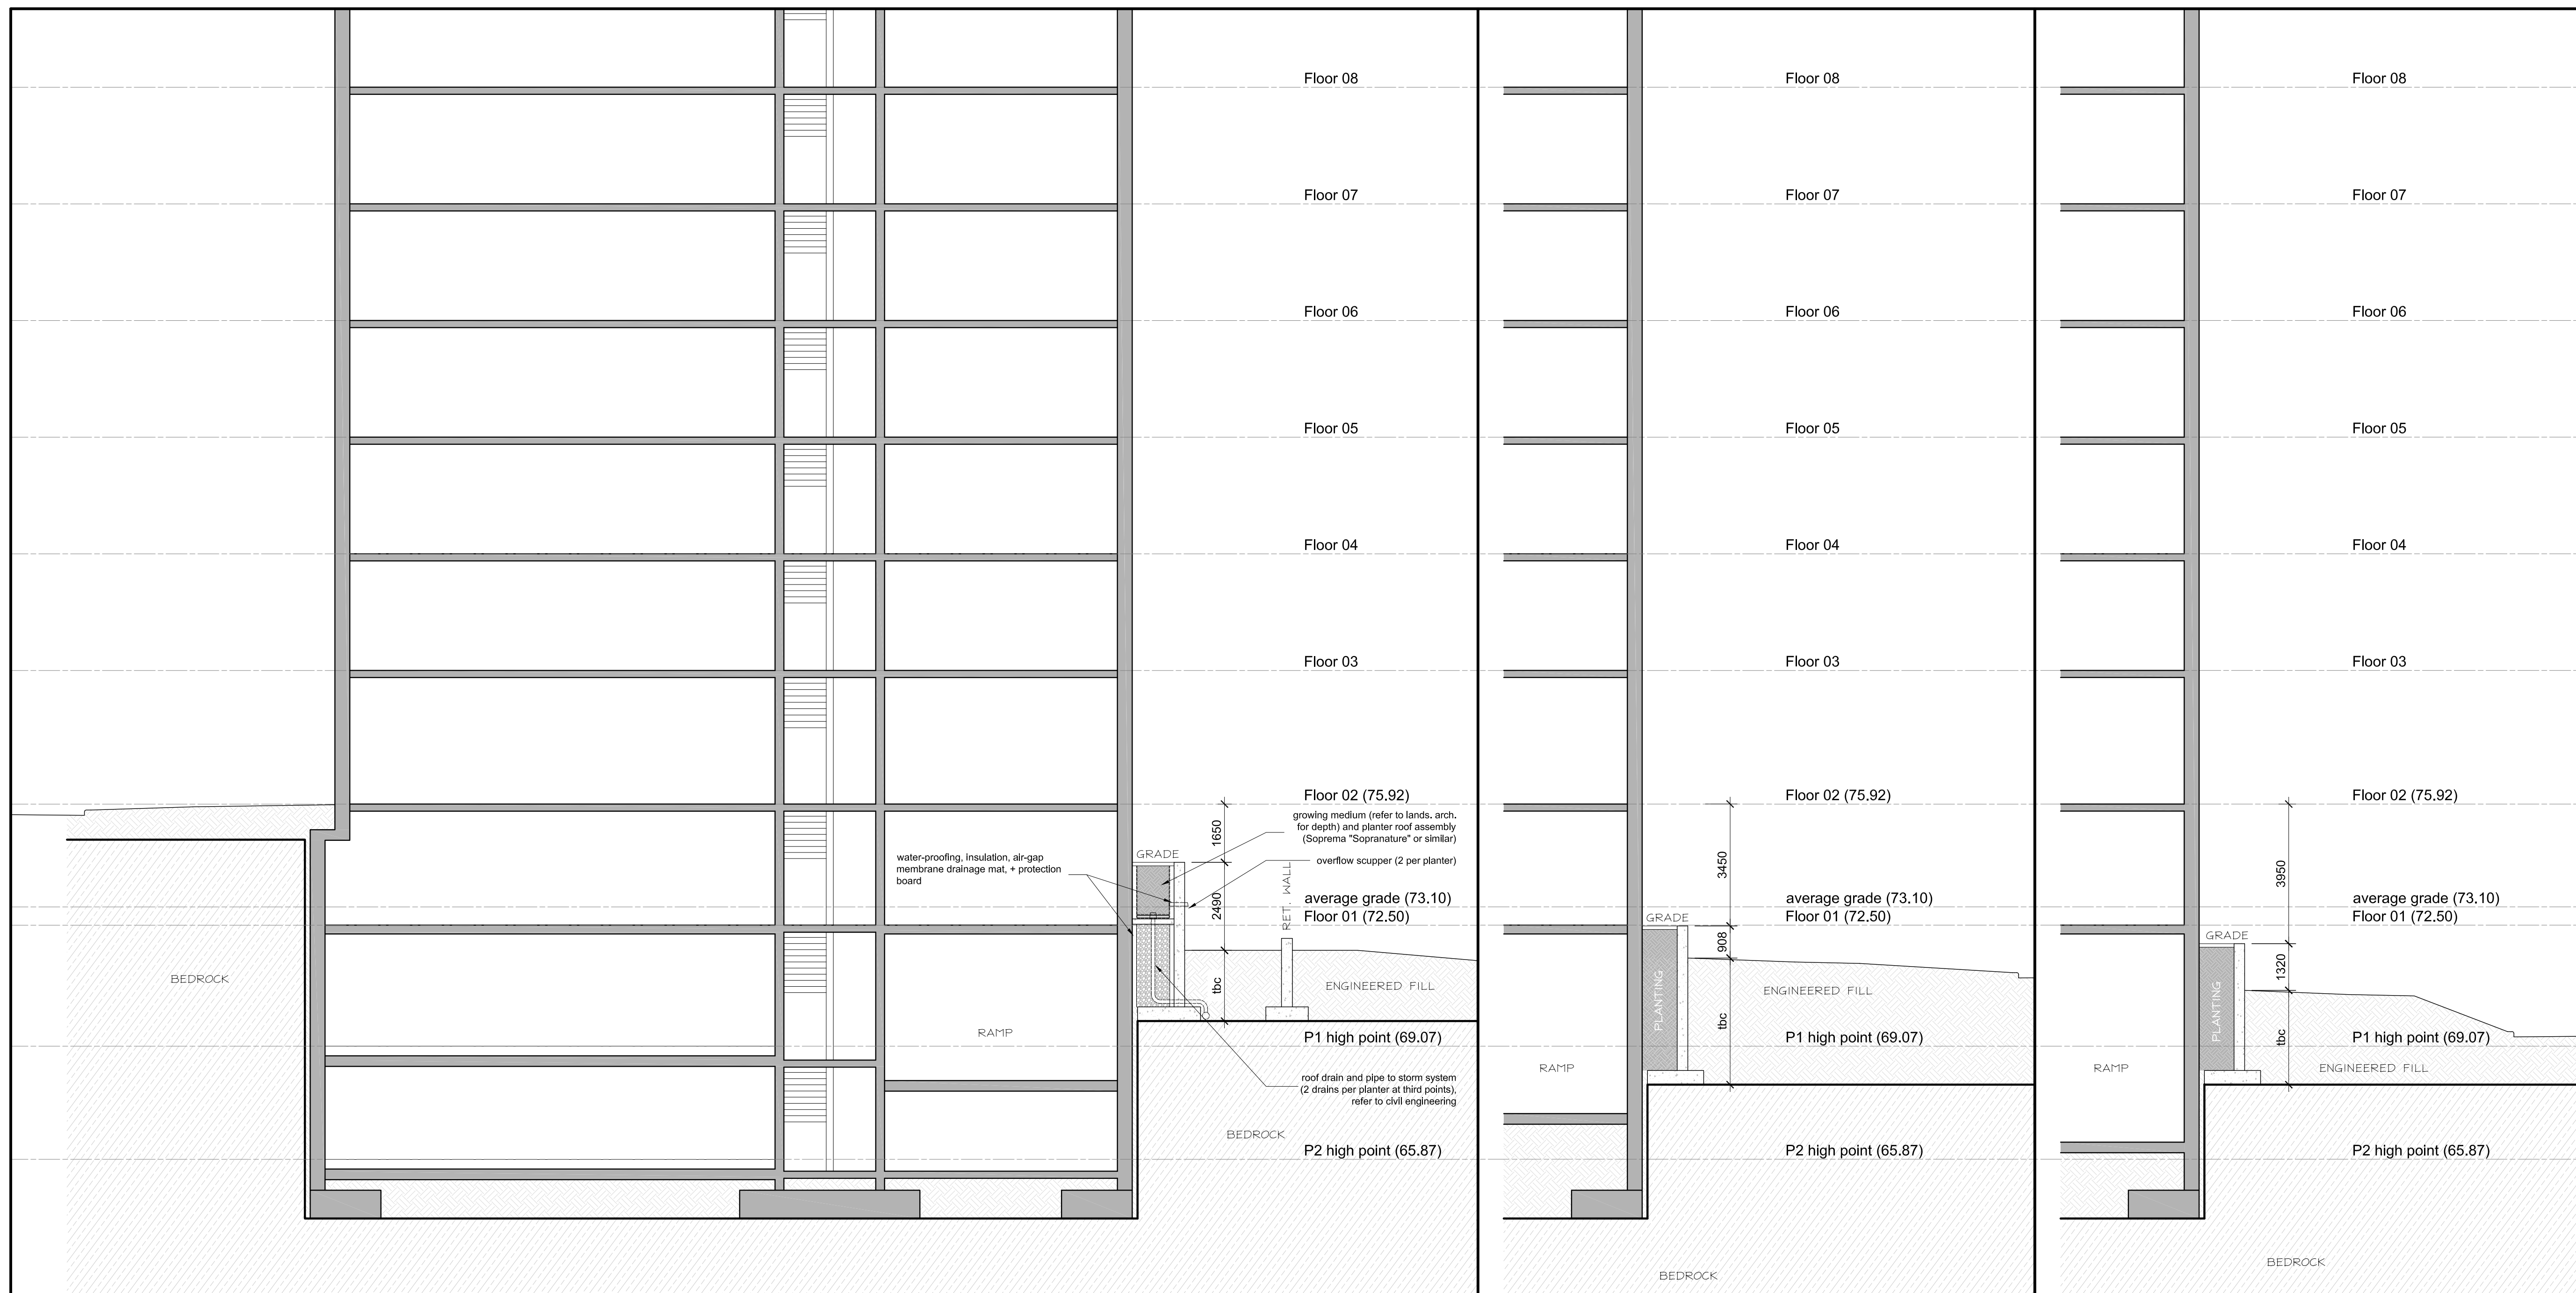 Floor 08
Floor 07
Floor 06
Floor 05
Floor 04
Floor 03
Floor 02 (75.92)
growing medium (refer to lands. arch.
for depth) and planter roof assembly
(Soprema "Sopranature" or similar)
1650
GRADE
overflow scupper (2 per planter)
water-proofing, insulation, air-gap
membrane drainage mat, + protection
board
2490
RET. WALL
average grade (73.10)
Floor 01 (72.50)
BEDROCK
tbc
ENGINEERED FILL
RAMP
P1 high point (69.07)
roof drain and pipe to storm system
(2 drains per planter at third points),
refer to civil engineering
BEDROCK
P2 high point (65.87)
Floor 08
Floor 07
Floor 06
Floor 05
Floor 04
Floor 03
Floor 02 (75.92)
3450
average grade (73.10)
GRADE
Floor 01 (72.50)
908
PLANTING
ENGINEERED FILL
tbc
P1 high point (69.07)
RAMP
P2 high point (65.87)
BEDROCK
Floor 08
Floor 07
Floor 06
Floor 05
Floor 04
Floor 03
Floor 02 (75.92)
3950
average grade (73.10)
Floor 01 (72.50)
GRADE
1320
PLANTING
tbc
P1 high point (69.07)
RAMP
ENGINEERED FILL
P2 high point (65.87)
BEDROCK